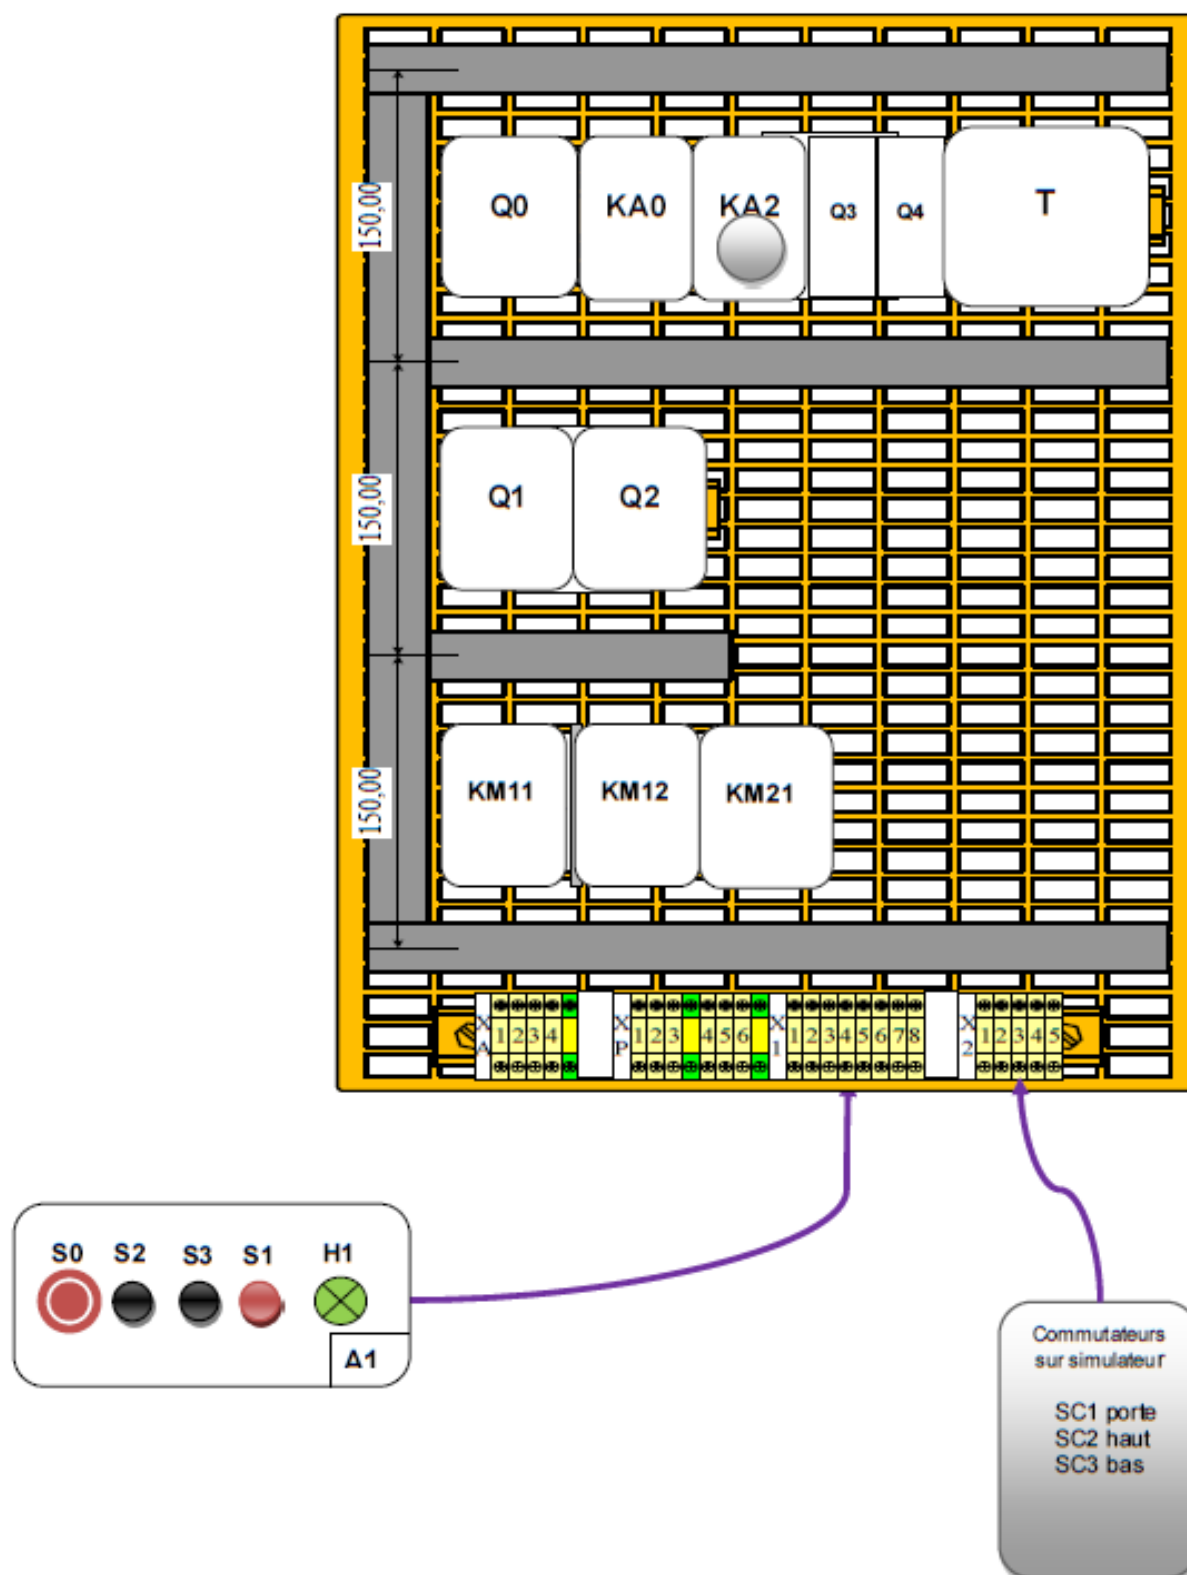 Q0 KA0 KA2 Q3 Q4 T
150,00
Q1 Q2
150,00
KM11 KM12 KM21
150,00
XA 1 2 3 4 XP 1 2 3 4 5 6 X1 1 2 3 4 5 6 7 8 X2 1 2 3 4 5
S0 S2 S3 S1 H1
A1
Commutateurs
sur simulateur
SC1 porte
SC2 haut
SC3 bas